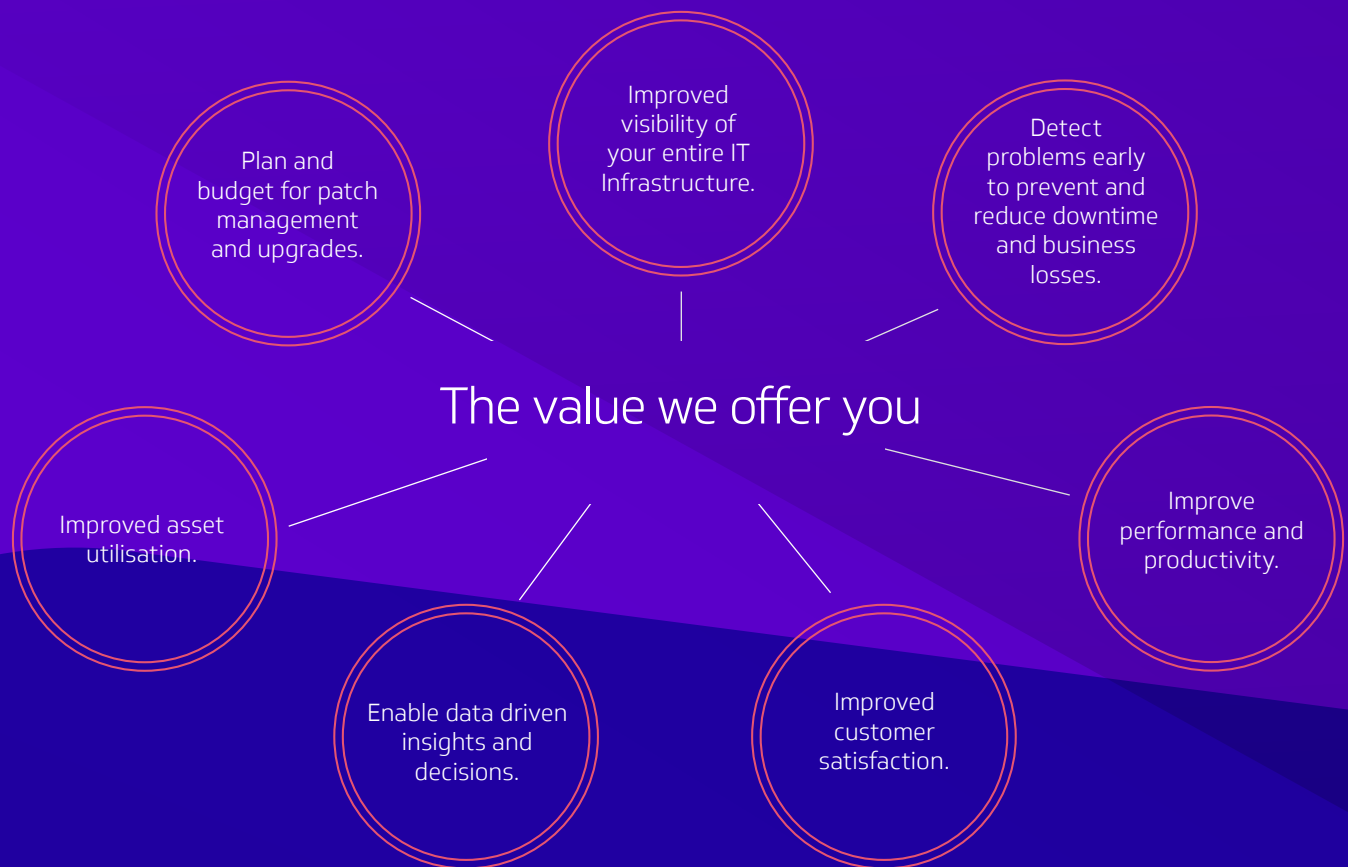 Improved
visibility of
your entire IT
Infrastructure.
Plan and
budget for patch
management
and upgrades.
Detect
problems early
to prevent and
reduce downtime
and business
losses.
The value we offer you
Improved asset
utilisation.
Improve
performance and
productivity.
Enable data driven
insights and
decisions.
Improved
customer
satisfaction.